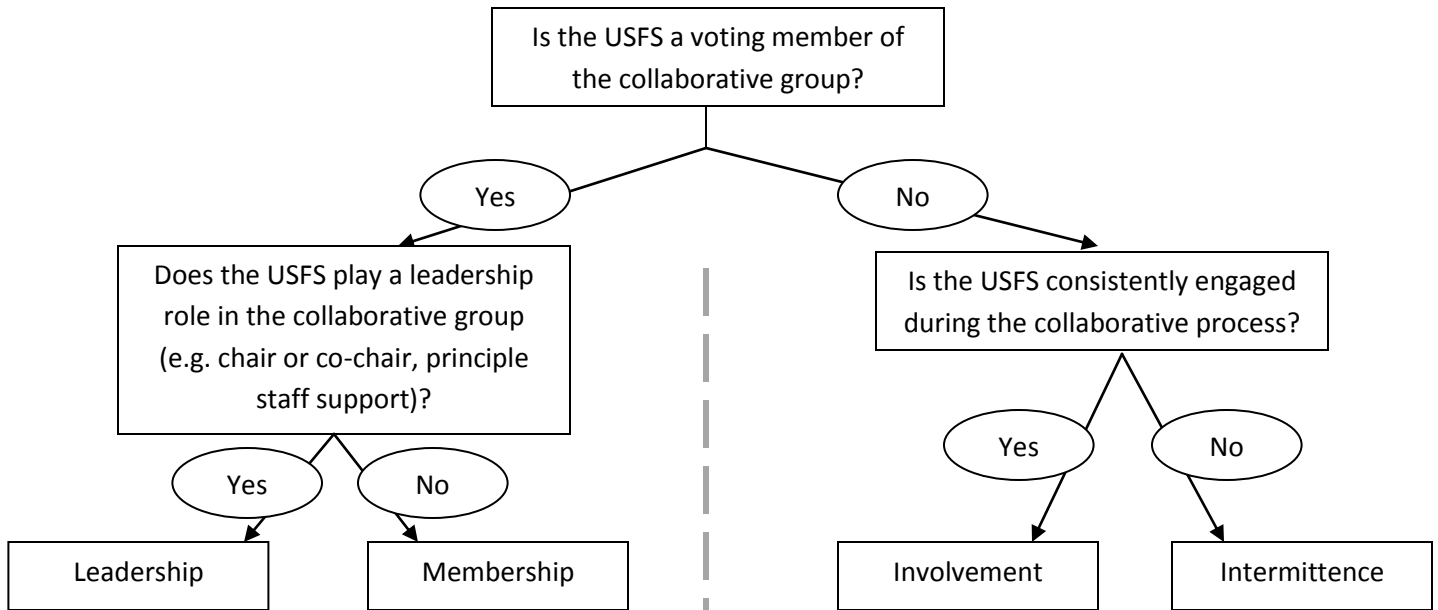 Is the USFS a voting member of
the collaborative group?
Yes
No
Does the USFS play a leadership
role in the collaborative group
(e.g. chair or co-chair, principle
staff support)?
Is the USFS consistently engaged
during the collaborative process?
Yes
No
Yes
No
Leadership
Membership
Involvement
Intermittence